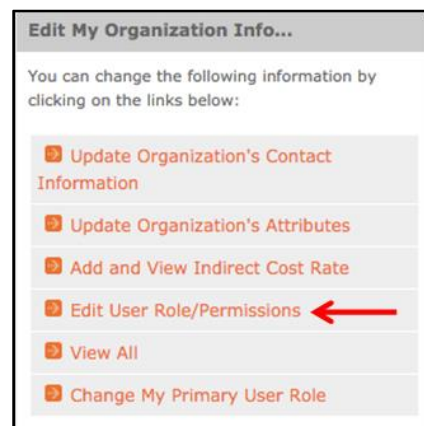 Edit My Organization Info...
You can change the following information by
clicking on the links below:
Update Organization's Contact
Information
Update Organization's Attributes
Add and View Indirect Cost Rate
Edit User Role/Permissions
View All
Change My Primary User Role